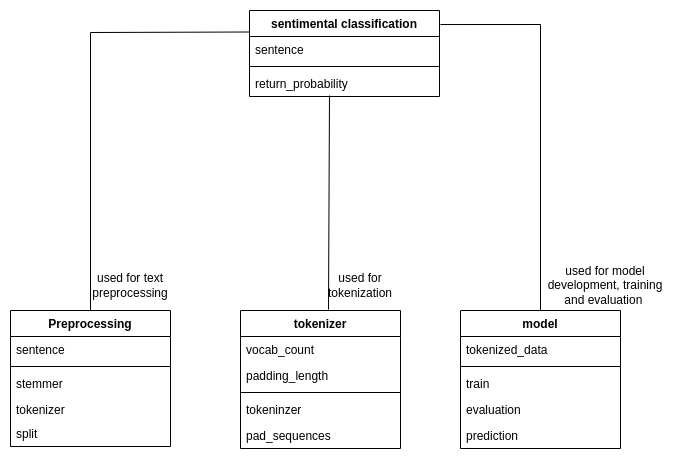 sentimental classification
sentence
return_probability
used for text
preprocessing
used for
tokenization
used for model
development, training
and evaluation
Preprocessing
sentence
stemmer
tokenizer
split
tokenizer
vocab_count
padding_length
tokeninzer
pad_sequences
model
tokenized_data
train
evaluation
prediction